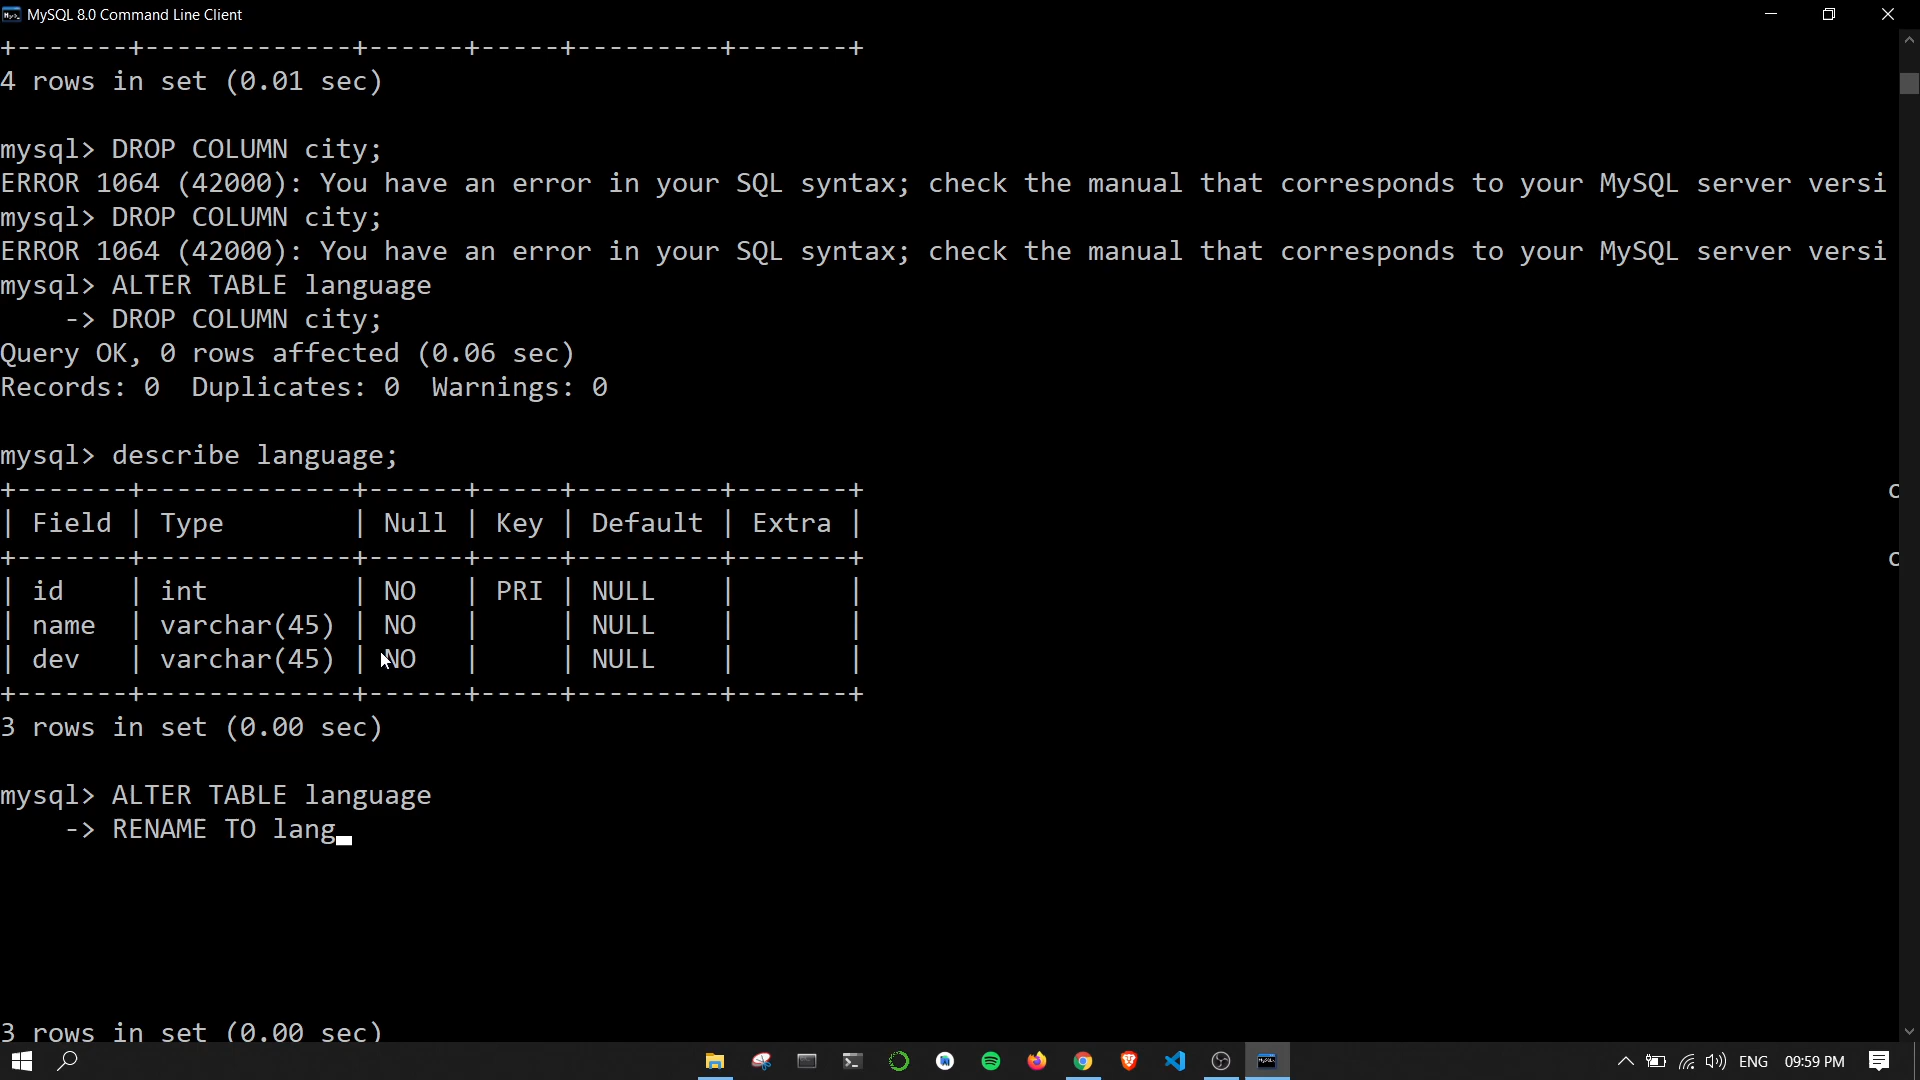 MySQL 8.0 Command Line Client
+-------+-------------+------+-----+---------+-------+
4 rows in set (0.01 sec)
mysql> DROP COLUMN city;
ERROR 1064 (42000): You have an error in your SQL syntax; check the manual that corresponds to your MySQL server versi
mysql> DROP COLUMN city;
ERROR 1064 (42000): You have an error in your SQL syntax; check the manual that corresponds to your MySQL server versi
mysql> ALTER TABLE language
    -> DROP COLUMN city;
Query OK, 0 rows affected (0.06 sec)
Records: 0  Duplicates: 0  Warnings: 0
mysql> describe language;
+-------+-------------+------+-----+---------+-------+ c
| Field | Type        | Null | Key | Default | Extra |
+-------+-------------+------+-----+---------+-------+ c
| id    | int         | NO   | PRI | NULL    |       |
| name  | varchar(45) | NO   |     | NULL    |       |
| dev   | varchar(45) | NO   |     | NULL    |       |
+-------+-------------+------+-----+---------+-------+
3 rows in set (0.00 sec)
mysql> ALTER TABLE language
    -> RENAME TO lang
3 rows in set (0.00 sec)
ENG 09:59 PM